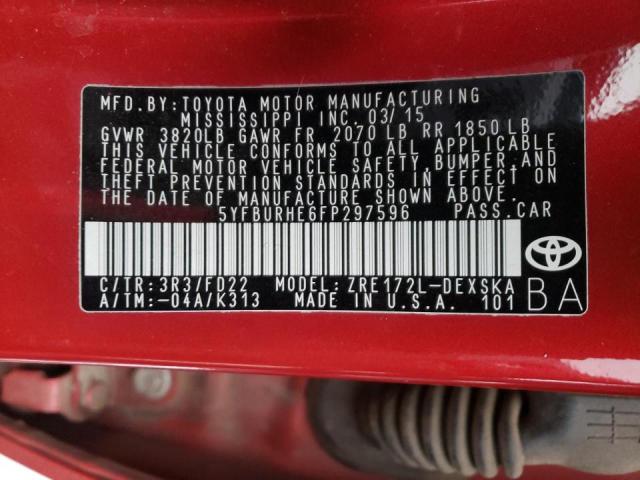 MFD.BY:TOYOTA MOTOR MANUFACTURING
MISSISSIPPI INC.03/15
GVWR 3820LB GAWR FR 2070LB RR 1850LB
THIS VEHICLE CONFORMS TO ALL APPLICABLE
FEDERAL MOTOR VEHICLE SAFETY, BUMPER,AND
THEFT PREVENTION STANDARDS IN EFFECT ON
THE DATE OF MANUFACTURE SHOWN ABOVE.
5YFBURHE6FP297596 PASS.CAR
C/TR:3R3/FD22 MODEL:ZRE172L-DEXSKA
A/TM:-04A/K313 MADE IN U.S.A. 101
BA